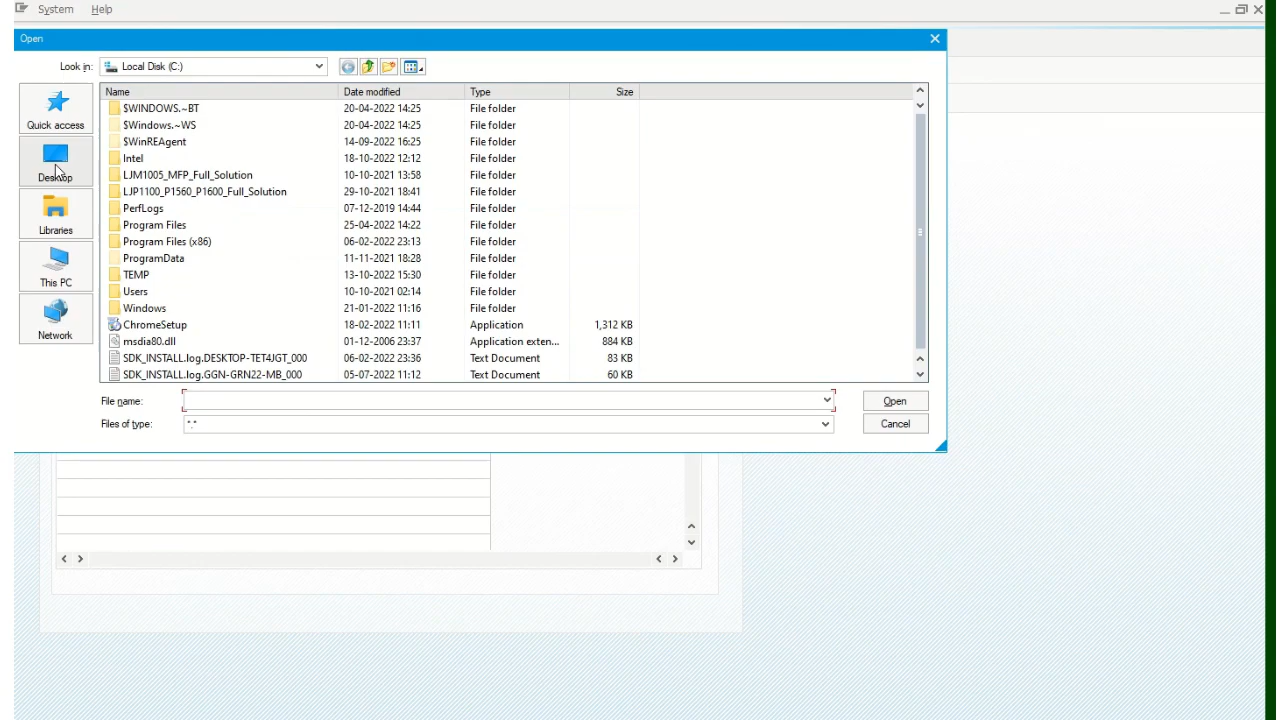 System Help
Open
Look in: Local Disk (C:)
Name Date modified Type Size
$WINDOWS.~BT 20-04-2022 14:25 File folder
$Windows.~WS 20-04-2022 14:25 File folder
$WinREAgent 14-09-2022 16:25 File folder
Intel 18-10-2022 12:12 File folder
LJM1005_MFP_Full_Solution 10-10-2021 13:58 File folder
LJP1100_P1560_P1600_Full_Solution 29-10-2021 18:41 File folder
PerfLogs 07-12-2019 14:44 File folder
Program Files 25-04-2022 14:22 File folder
Program Files (x86) 06-02-2022 23:13 File folder
ProgramData 11-11-2021 18:28 File folder
TEMP 13-10-2022 15:30 File folder
Users 10-10-2021 02:14 File folder
Windows 21-01-2022 11:16 File folder
ChromeSetup 18-02-2022 11:11 Application 1,312 KB
msdia80.dll 01-12-2006 23:37 Application exten... 884 KB
SDK_INSTALL.log.DESKTOP-TET4JGT_000 06-02-2022 23:36 Text Document 83 KB
SDK_INSTALL.log.GGN-GRN22-MB_000 05-07-2022 11:12 Text Document 60 KB
Quick access
Desktop
Libraries
This PC
Network
File name: Open
Files of type: *.* Cancel